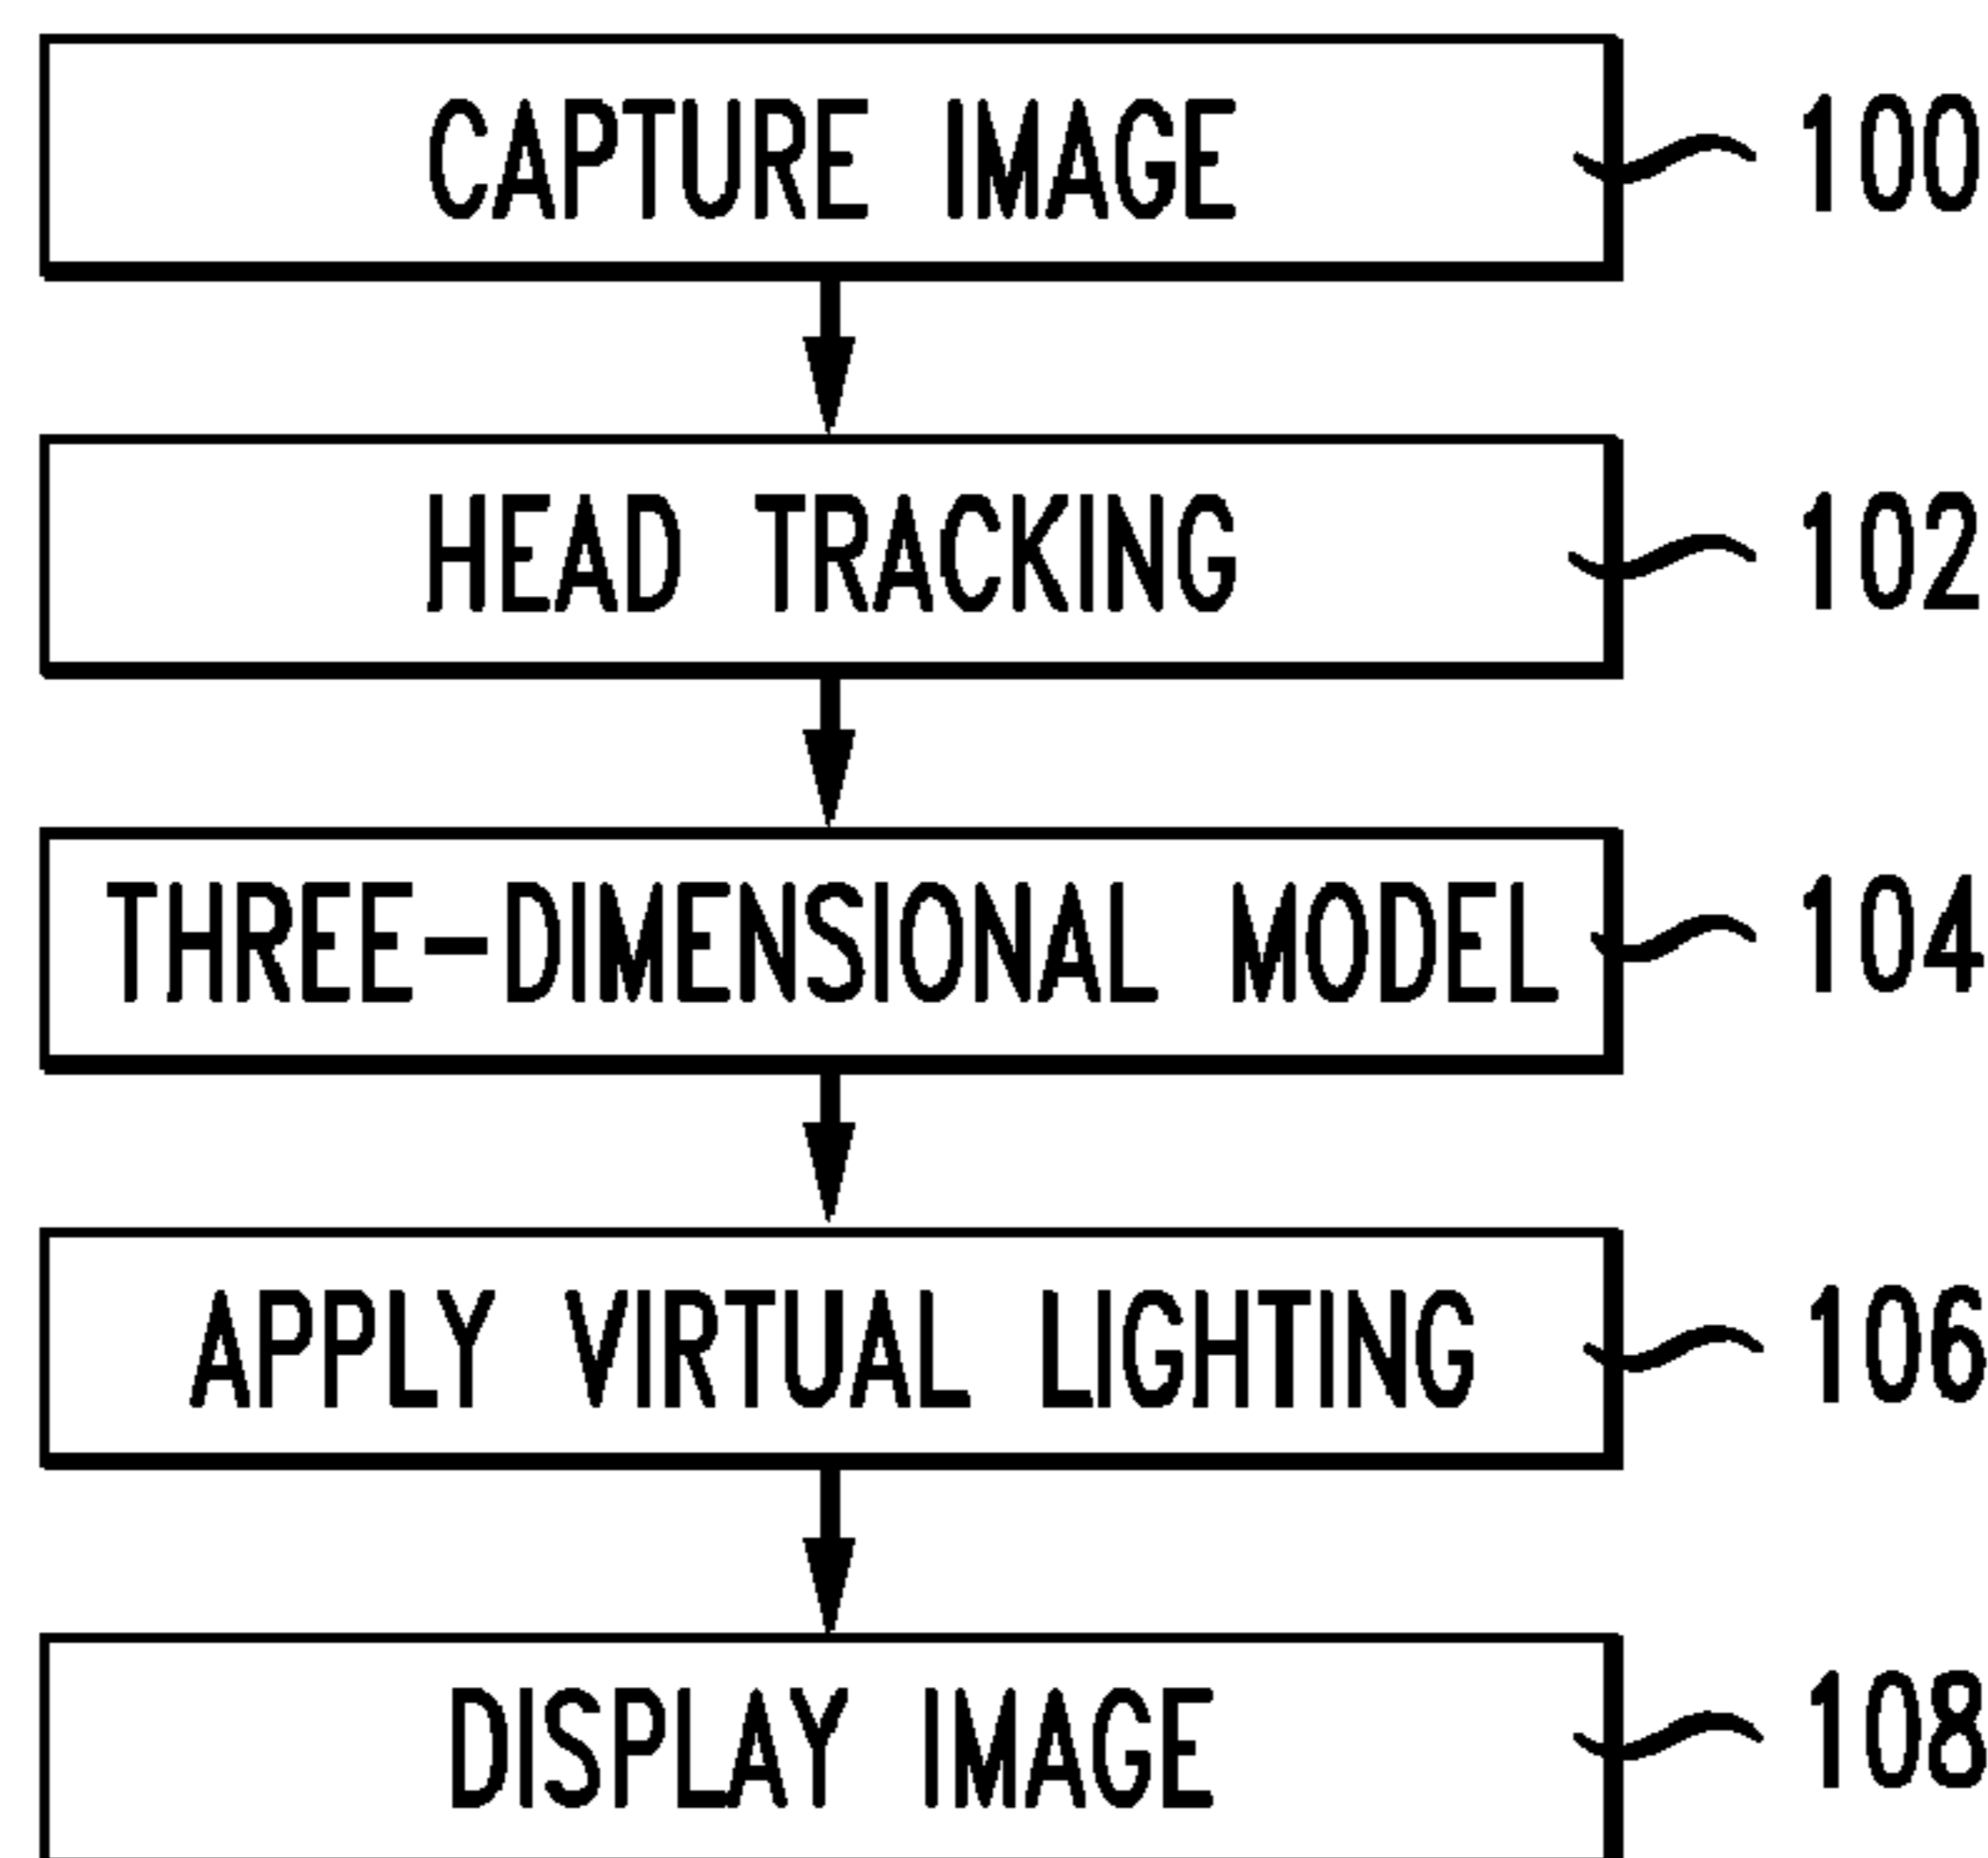 CAPTURE IMAGE 100
HEAD TRACKING 102
THREE-DIMENSIONAL MODEL 104
APPLY VIRTUAL LIGHTING 106
DISPLAY IMAGE 108